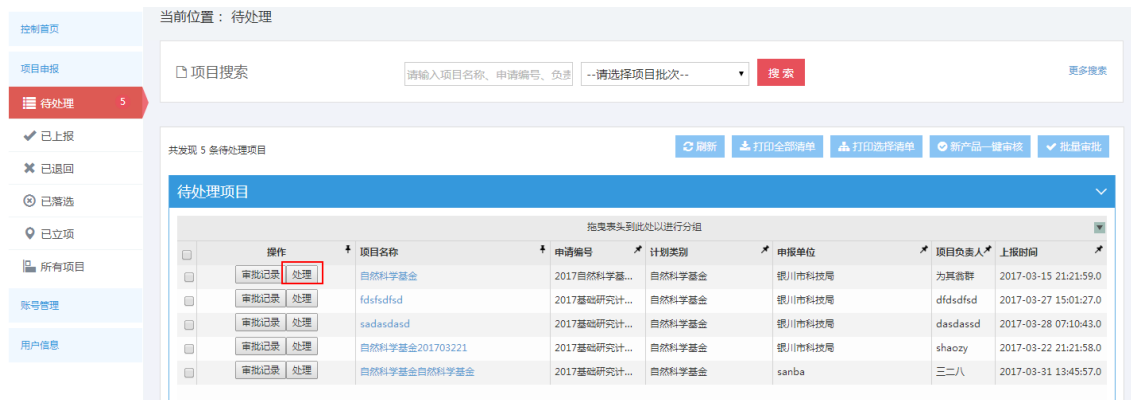 当前位置： 待处理
控制首页
项目申报
待处理 5
已上报
已退回
已落选
已立项
所有项目
账号管理
用户信息
项目搜索 请输入项目名称、申请编号、负责 --请选择项目批次-- 搜 索 更多搜索
共发现 5 条待处理项目 刷新 打印全部清单 打印选择清单 新产品一键审核 批量审批
待处理项目
拖曳表头到此处以进行分组
操作 项目名称 申请编号 计划类别 申报单位 项目负责人 上报时间
审批记录 处理 自然科学基金 2017自然科学基... 自然科学基金 银川市科技局 为其翕群 2017-03-15 21:21:59.0
审批记录 处理 fdsfsdfsd 2017基础研究计... 自然科学基金 银川市科技局 dfdsdfsd 2017-03-27 15:01:27.0
审批记录 处理 sadasdasd 2017基础研究计... 自然科学基金 银川市科技局 dasdassd 2017-03-28 07:10:43.0
审批记录 处理 自然科学基金201703221 2017基础研究计... 自然科学基金 银川市科技局 shaozy 2017-03-22 21:21:58.0
审批记录 处理 自然科学基金自然科学基金 2017基础研究计... 自然科学基金 sanba 三二八 2017-03-31 13:45:57.0